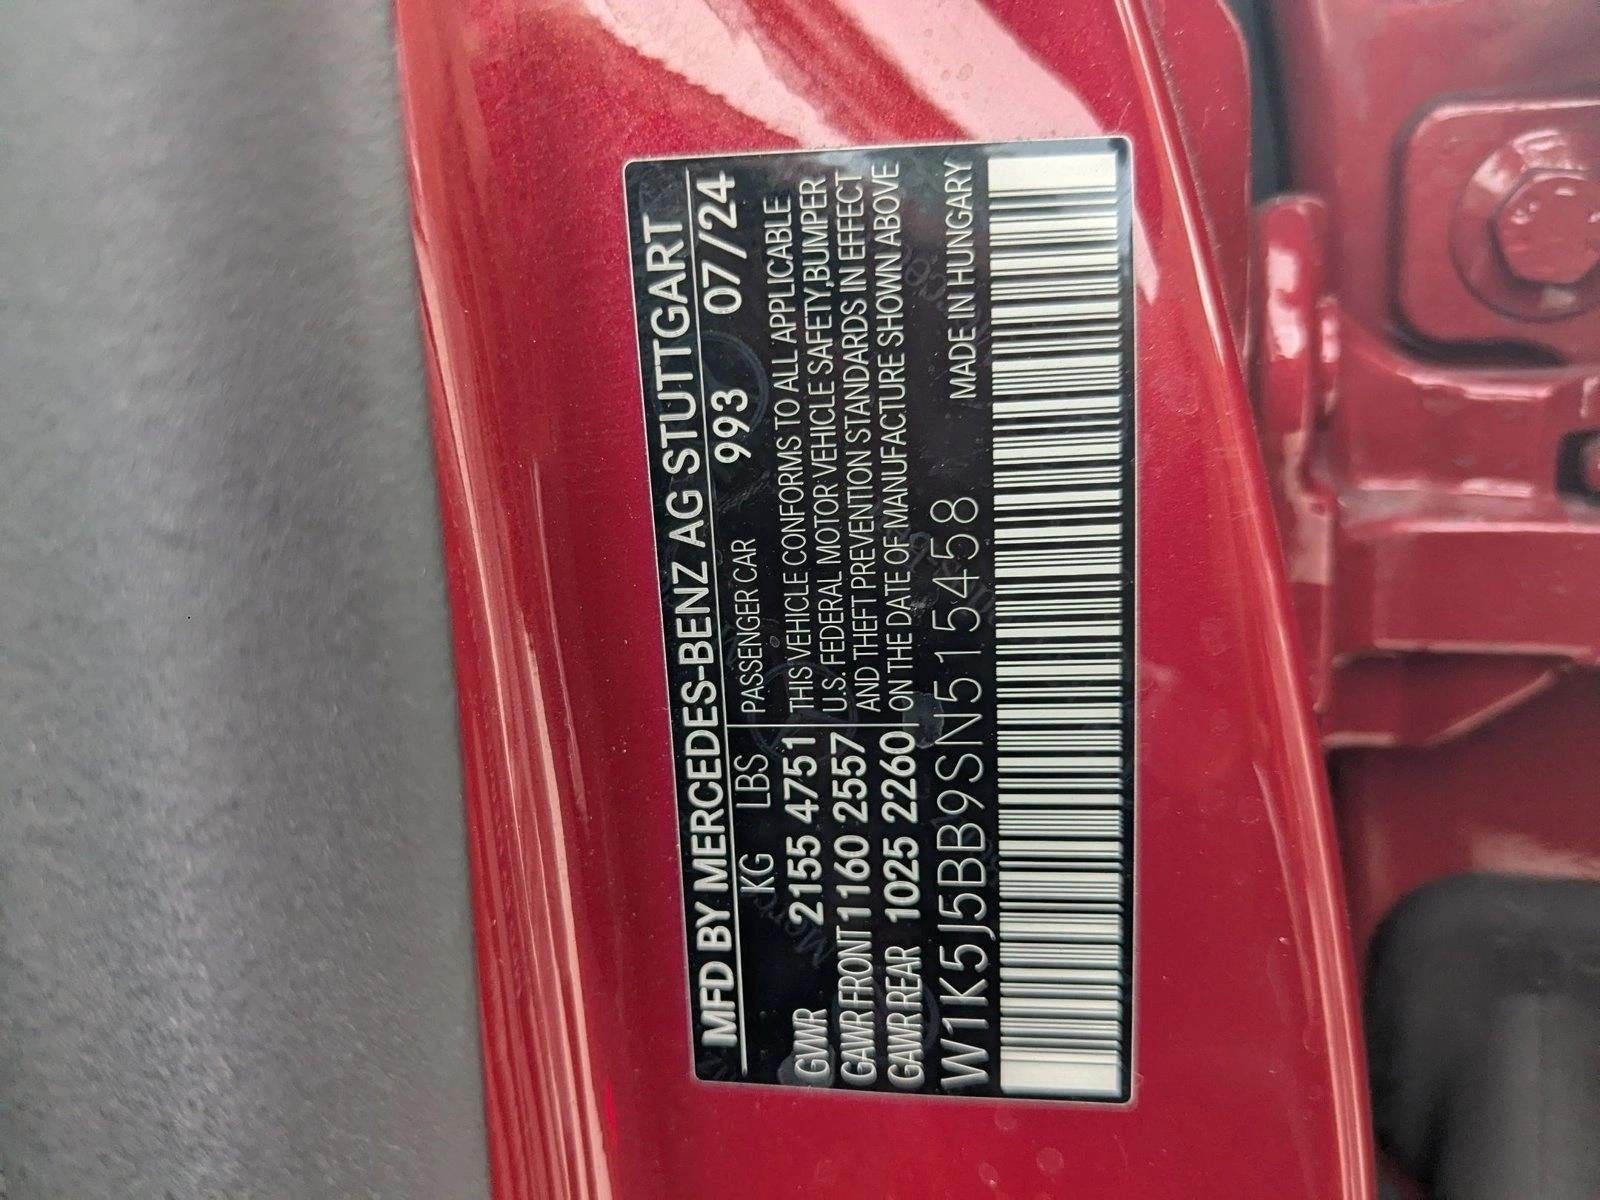 MFD BY MERCEDES-BENZ AG STUTTGART
KG LBS PASSENGER CAR 993 07/24
GWWR 2155 4751 THIS VEHICLE CONFORMS TO ALL APPLICABLE
GAWR FRONT 1160 2557 U.S. FEDERAL MOTOR VEHICLE SAFETY,BUMPER
AND THEFT PREVENTION STANDARDS IN EFFECT
GAWR REAR 1025 2260 ON THE DATE OF MANUFACTURE SHOWN ABOVE
W1K5J5BB9SN515458 MADE IN HUNGARY